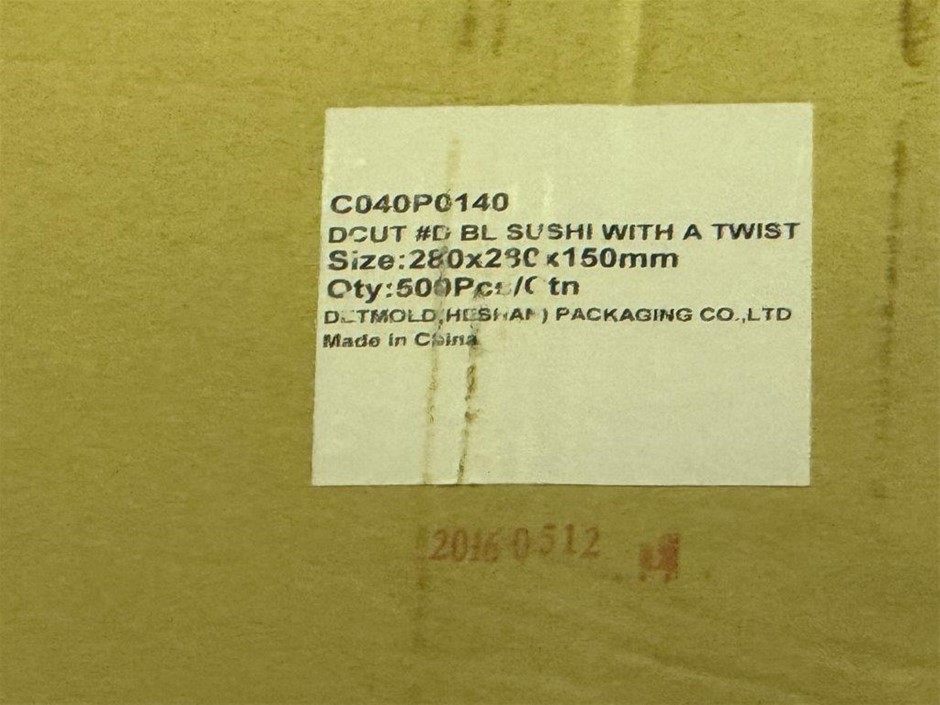 C040P0140
DCUT #D BL SUSHI WITH A TWIST
Size:280x280x150mm
Qty:500Pcs/Ctn
DETMOLD(HESHAN) PACKAGING CO.,LTD
Made in China
20160512